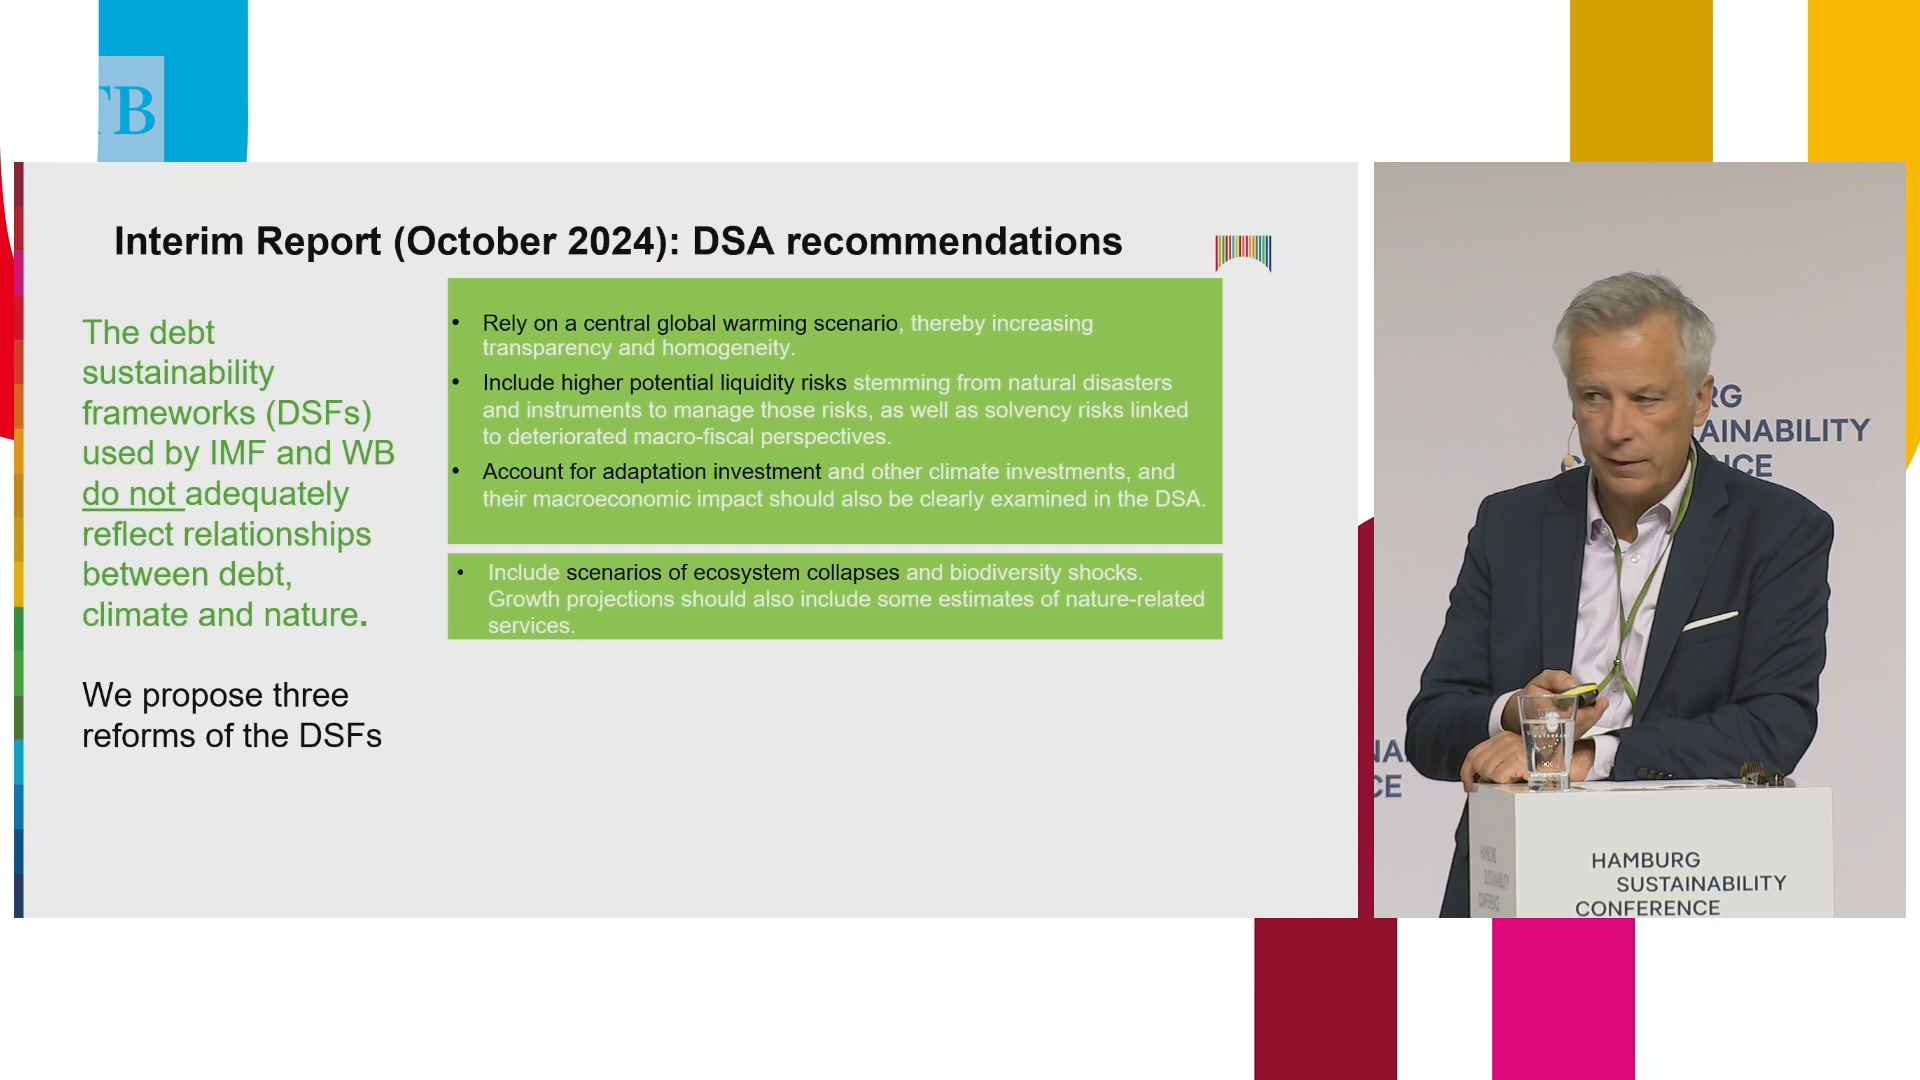 TB
Interim Report (October 2024): DSA recommendations
The debt
sustainability
frameworks (DSFs)
used by IMF and WB
do not adequately
reflect relationships
between debt,
climate and nature.
We propose three
reforms of the DSFs
• Rely on a central global warming scenario, thereby increasing
transparency and homogeneity.
• Include higher potential liquidity risks stemming from natural disasters
and instruments to manage those risks, as well as solvency risks linked
to deteriorated macro-fiscal perspectives.
• Account for adaptation investment and other climate investments, and
their macroeconomic impact should also be clearly examined in the DSA.
• Include scenarios of ecosystem collapses and biodiversity shocks.
Growth projections should also include some estimates of nature-related
services.
RG
AINABILITY
NCE
NA
CE
HAMBURG
SUSTAINABILITY
CONFERENCE
HAMBURG
SUSTAINABILITY
CONFERENCE